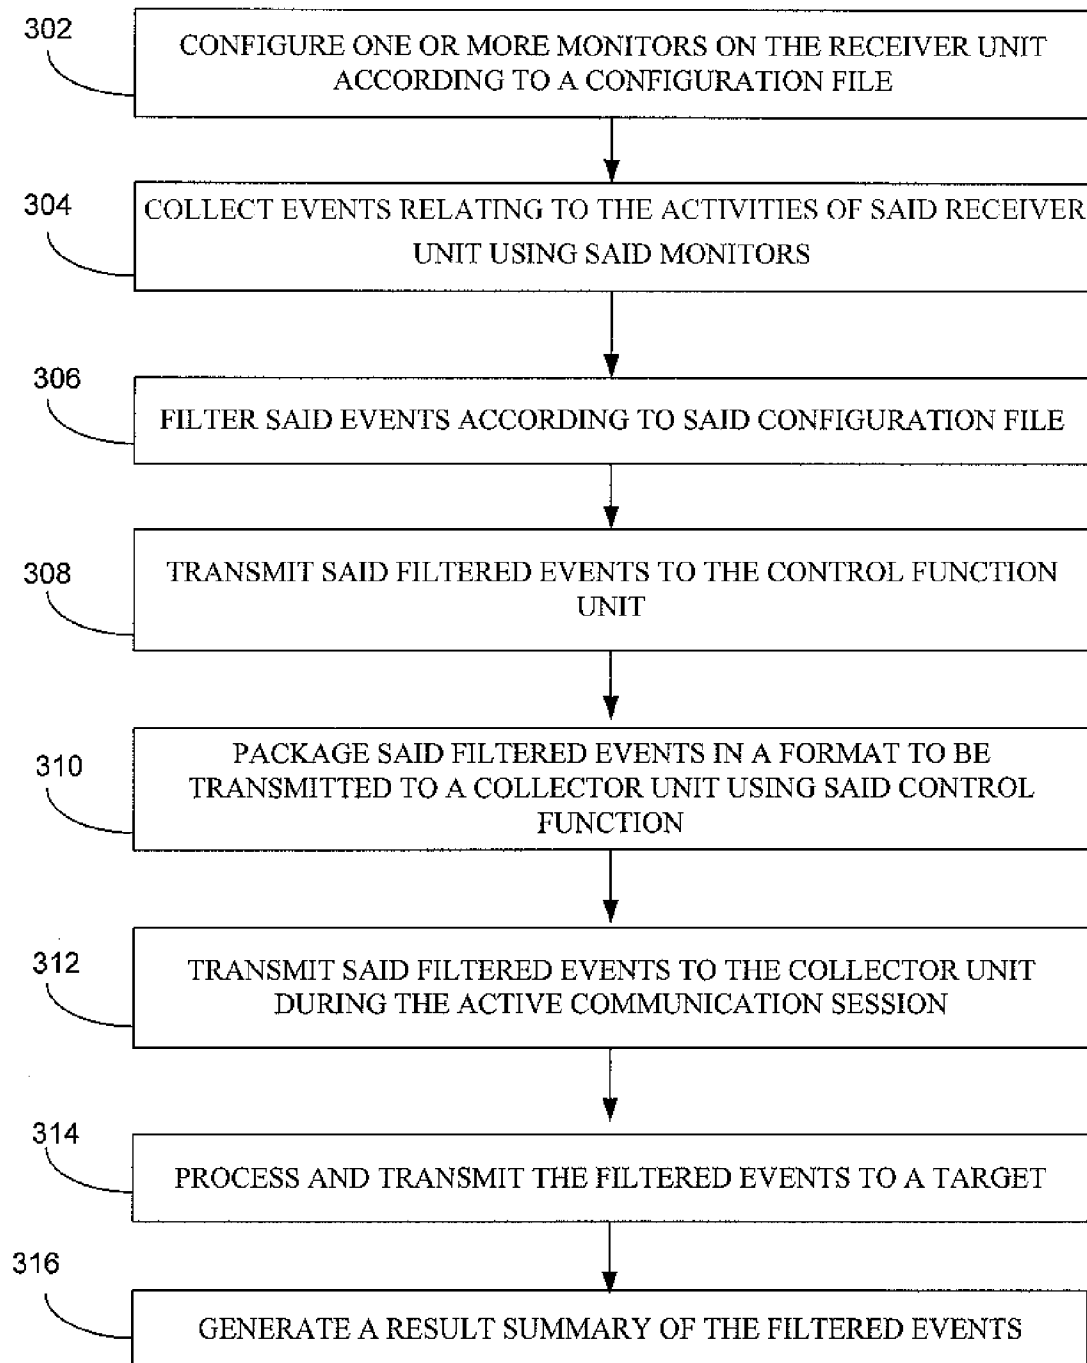 302
CONFIGURE ONE OR MORE MONITORS ON THE RECEIVER UNIT
ACCORDING TO A CONFIGURATION FILE
304
COLLECT EVENTS RELATING TO THE ACTIVITIES OF SAID RECEIVER
UNIT USING SAID MONITORS
306
FILTER SAID EVENTS ACCORDING TO SAID CONFIGURATION FILE
308
TRANSMIT SAID FILTERED EVENTS TO THE CONTROL FUNCTION
UNIT
310
PACKAGE SAID FILTERED EVENTS IN A FORMAT TO BE
TRANSMITTED TO A COLLECTOR UNIT USING SAID CONTROL
FUNCTION
312
TRANSMIT SAID FILTERED EVENTS TO THE COLLECTOR UNIT
DURING THE ACTIVE COMMUNICATION SESSION
314
PROCESS AND TRANSMIT THE FILTERED EVENTS TO A TARGET
316
GENERATE A RESULT SUMMARY OF THE FILTERED EVENTS